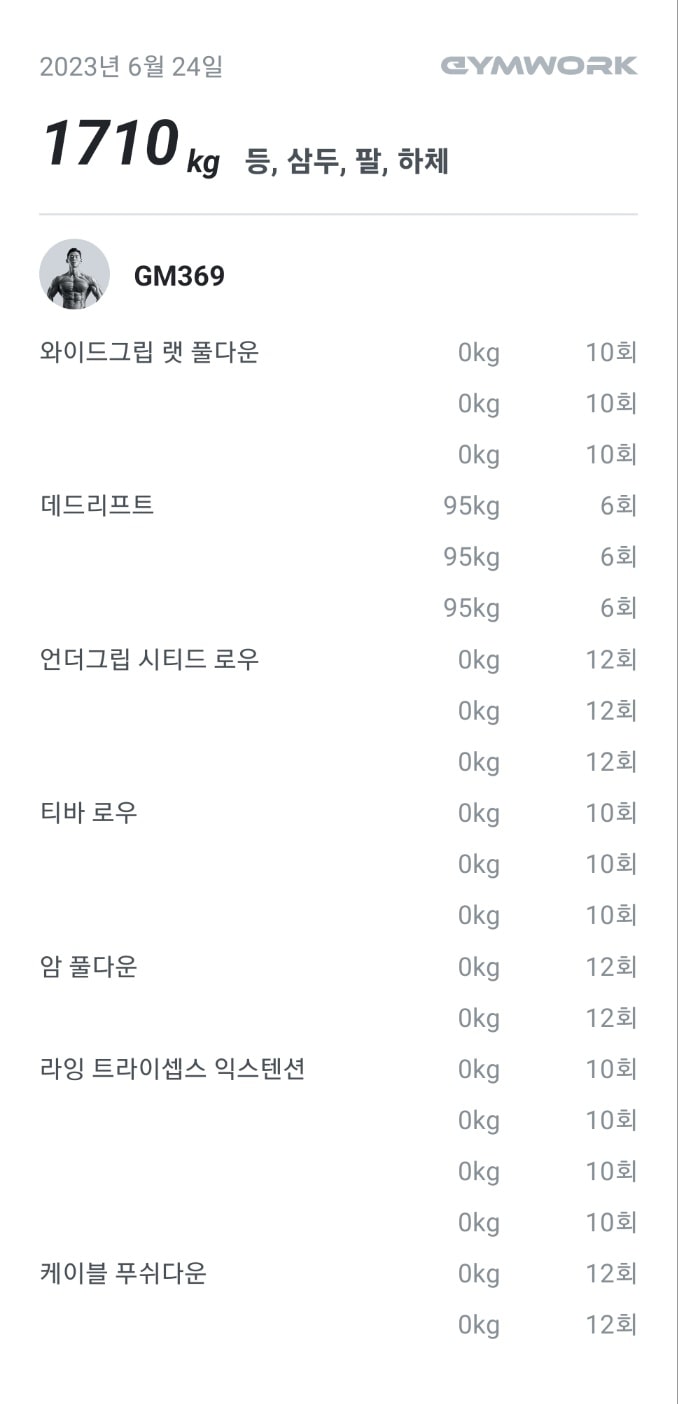 2023년 6월 24일 GYMWORK
1710 kg 등, 삼두, 팔, 하체
GM369
와이드그립 랫 풀다운 0kg 10회
0kg 10회
0kg 10회
데드리프트 95kg 6회
95kg 6회
95kg 6회
언더그립 시티드 로우 0kg 12회
0kg 12회
0kg 12회
티바 로우 0kg 10회
0kg 10회
0kg 10회
암 풀다운 0kg 12회
0kg 12회
라잉 트라이셉스 익스텐션 0kg 10회
0kg 10회
0kg 10회
0kg 10회
케이블 푸쉬다운 0kg 12회
0kg 12회